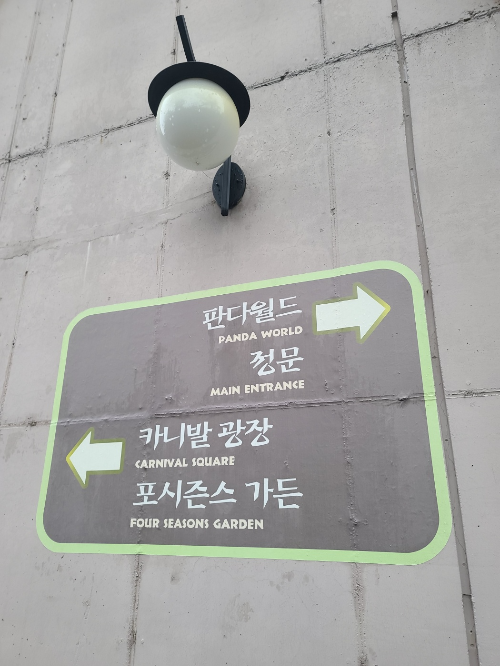 판다월드
PANDA WORLD
정문
MAIN ENTRANCE
카니발 광장
CARNIVAL SQUARE
포시즌스 가든
FOUR SEASONS GARDEN